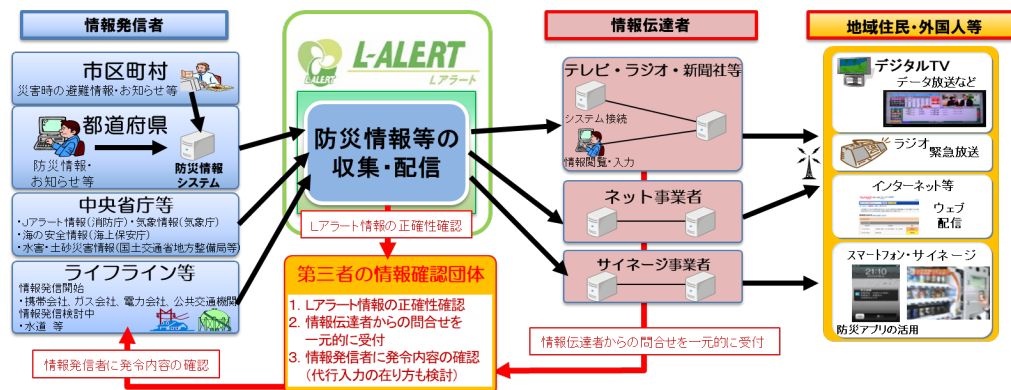 情報発信者
市区町村
災害時の避難情報・お知らせ等
都道府県
防災情報・
お知らせ等
防災情報
システム
中央省庁等
・Jアラート情報(消防庁)・気象情報(気象庁)
・海の安全情報(海上保安庁)
・水害・土砂災害情報(国土交通省地方整備局等)
ライフライン等
情報発信開始
・携帯会社、ガス会社、電力会社、公共交通機関
情報発信検討中
・水道 等
情報発信者に発令内容の確認
L-ALERT
L-ALERT
Lアラート
防災情報等の
収集・配信
Lアラート情報の正確性確認
第三者の情報確認団体
1. Lアラート情報の正確性確認
2. 情報伝達者からの問合せを
一元的に受付
3. 情報発信者に発令内容の確認
(代行入力の在り方も検討)
情報伝達者
テレビ・ラジオ・新聞社等
システム接続
情報閲覧・入力
ネット事業者
サイネージ事業者
情報伝達者からの問合せを一元的に受付
地域住民・外国人等
デジタルTV
データ放送など
ラジオ
緊急放送
インターネット等
ウェブ
配信
スマートフォン・サイネージ
21:10
防災アプリの活用